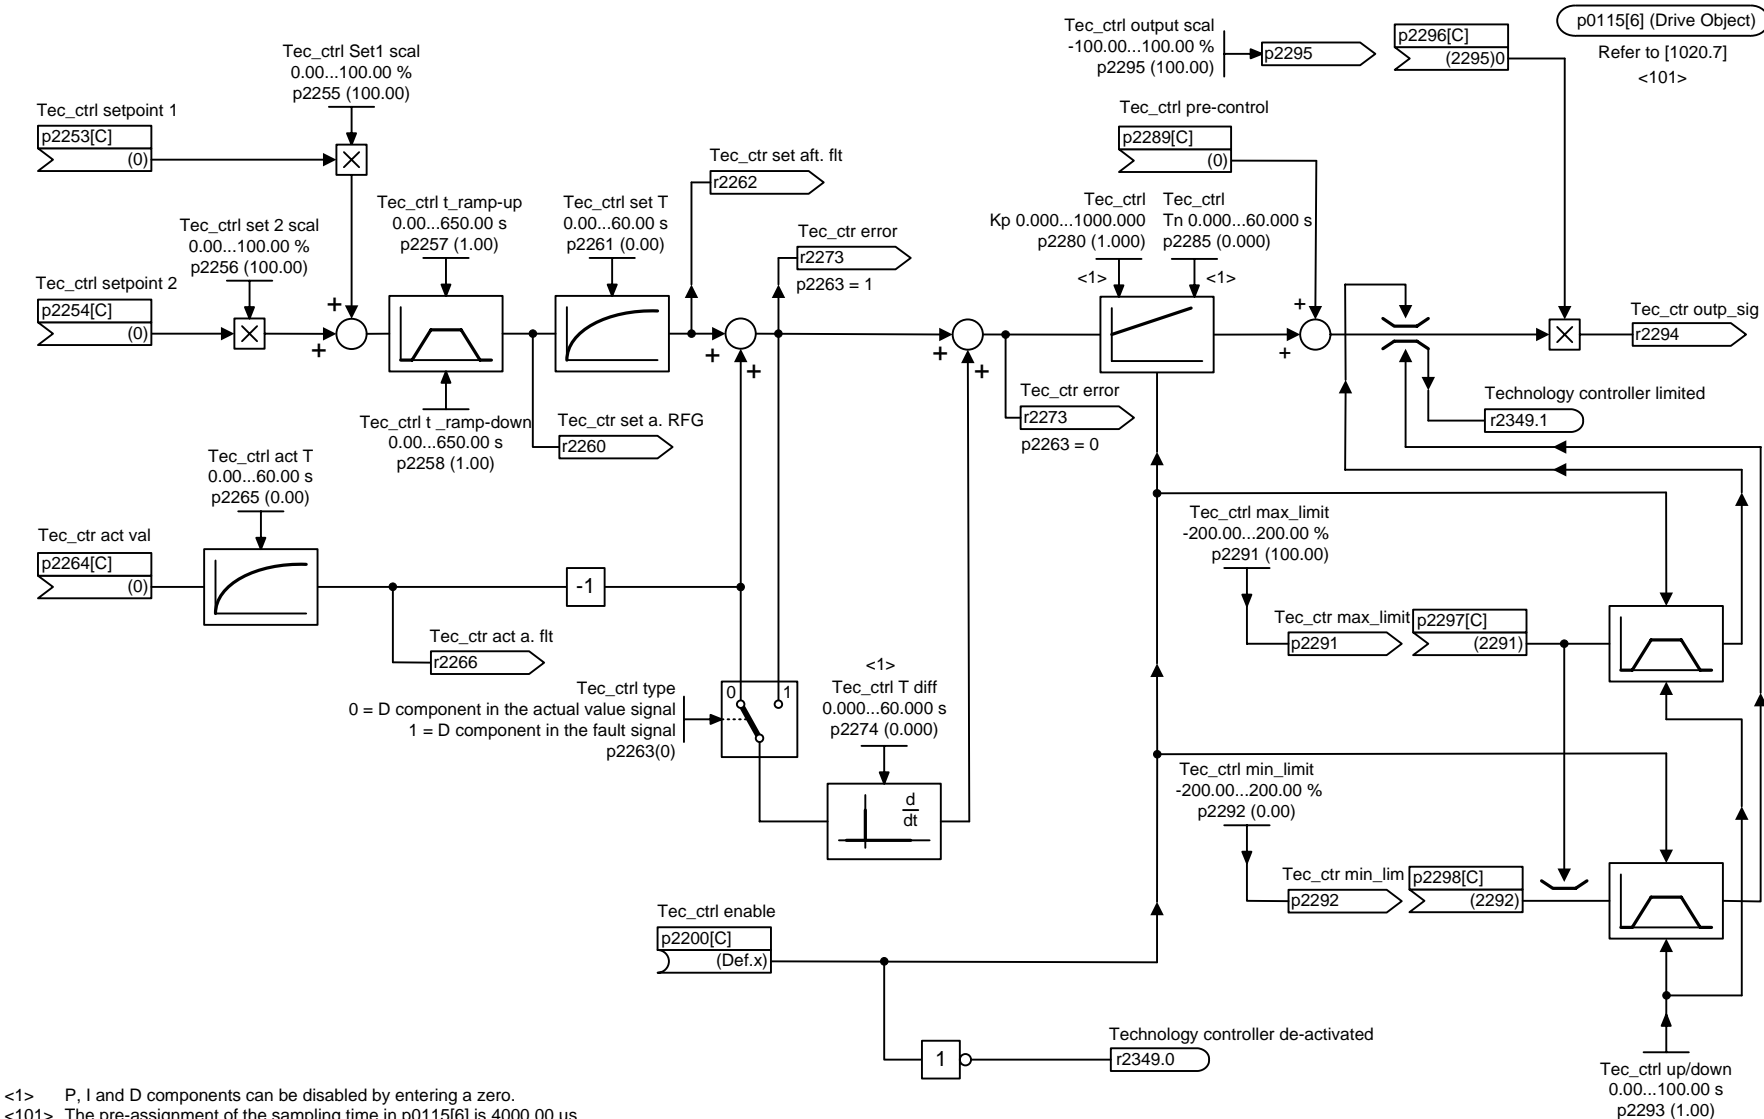 Tec_ctrl output scal
-100.00...100.00 %
p2295 (100.00)
p2295
p2296[C]
(2295)0
p0115[6] (Drive Object)
Refer to [1020.7]
<101>
Tec_ctrl Set1 scal
0.00...100.00 %
p2255 (100.00)
Tec_ctrl setpoint 1
p2253[C]
(0)
Tec_ctrl pre-control
p2289[C]
(0)
Tec_ctr set aft. flt
r2262
Tec_ctrl set 2 scal
0.00...100.00 %
p2256 (100.00)
Tec_ctrl t_ramp-up
0.00...650.00 s
p2257 (1.00)
Tec_ctrl set T
0.00...60.00 s
p2261 (0.00)
Tec_ctr error
r2273
p2263 = 1
Tec_ctrl
Kp 0.000...1000.000
p2280 (1.000)
<1>
Tec_ctrl
Tn 0.000...60.000 s
p2285 (0.000)
<1>
Tec_ctrl setpoint 2
p2254[C]
(0)
+
+
+
+
+
+
+
+
Tec_ctr outp_sig
r2294
Tec_ctrl t _ramp-down
0.00...650.00 s
p2258 (1.00)
Tec_ctr set a. RFG
r2260
Tec_ctr error
r2273
p2263 = 0
Technology controller limited
r2349.1
Tec_ctrl act T
0.00...60.00 s
p2265 (0.00)
Tec_ctr act val
p2264[C]
(0)
-1
Tec_ctr act a. flt
r2266
Tec_ctrl max_limit
-200.00...200.00 %
p2291 (100.00)
Tec_ctr max_limit
p2291
p2297[C]
(2291)
Tec_ctrl type
0 = D component in the actual value signal
1 = D component in the fault signal
p2263(0)
0
1
<1>
Tec_ctrl T diff
0.000...60.000 s
p2274 (0.000)
d
dt
Tec_ctrl min_limit
-200.00...200.00 %
p2292 (0.00)
Tec_ctr min_lim
p2292
p2298[C]
(2292)
Tec_ctrl enable
p2200[C]
(Def.x)
1
Technology controller de-activated
r2349.0
Tec_ctrl up/down
0.00...100.00 s
p2293 (1.00)
<1> P, I and D components can be disabled by entering a zero.
<101> The pre-assignment of the sampling time in p0115[6] is 4000.00 us